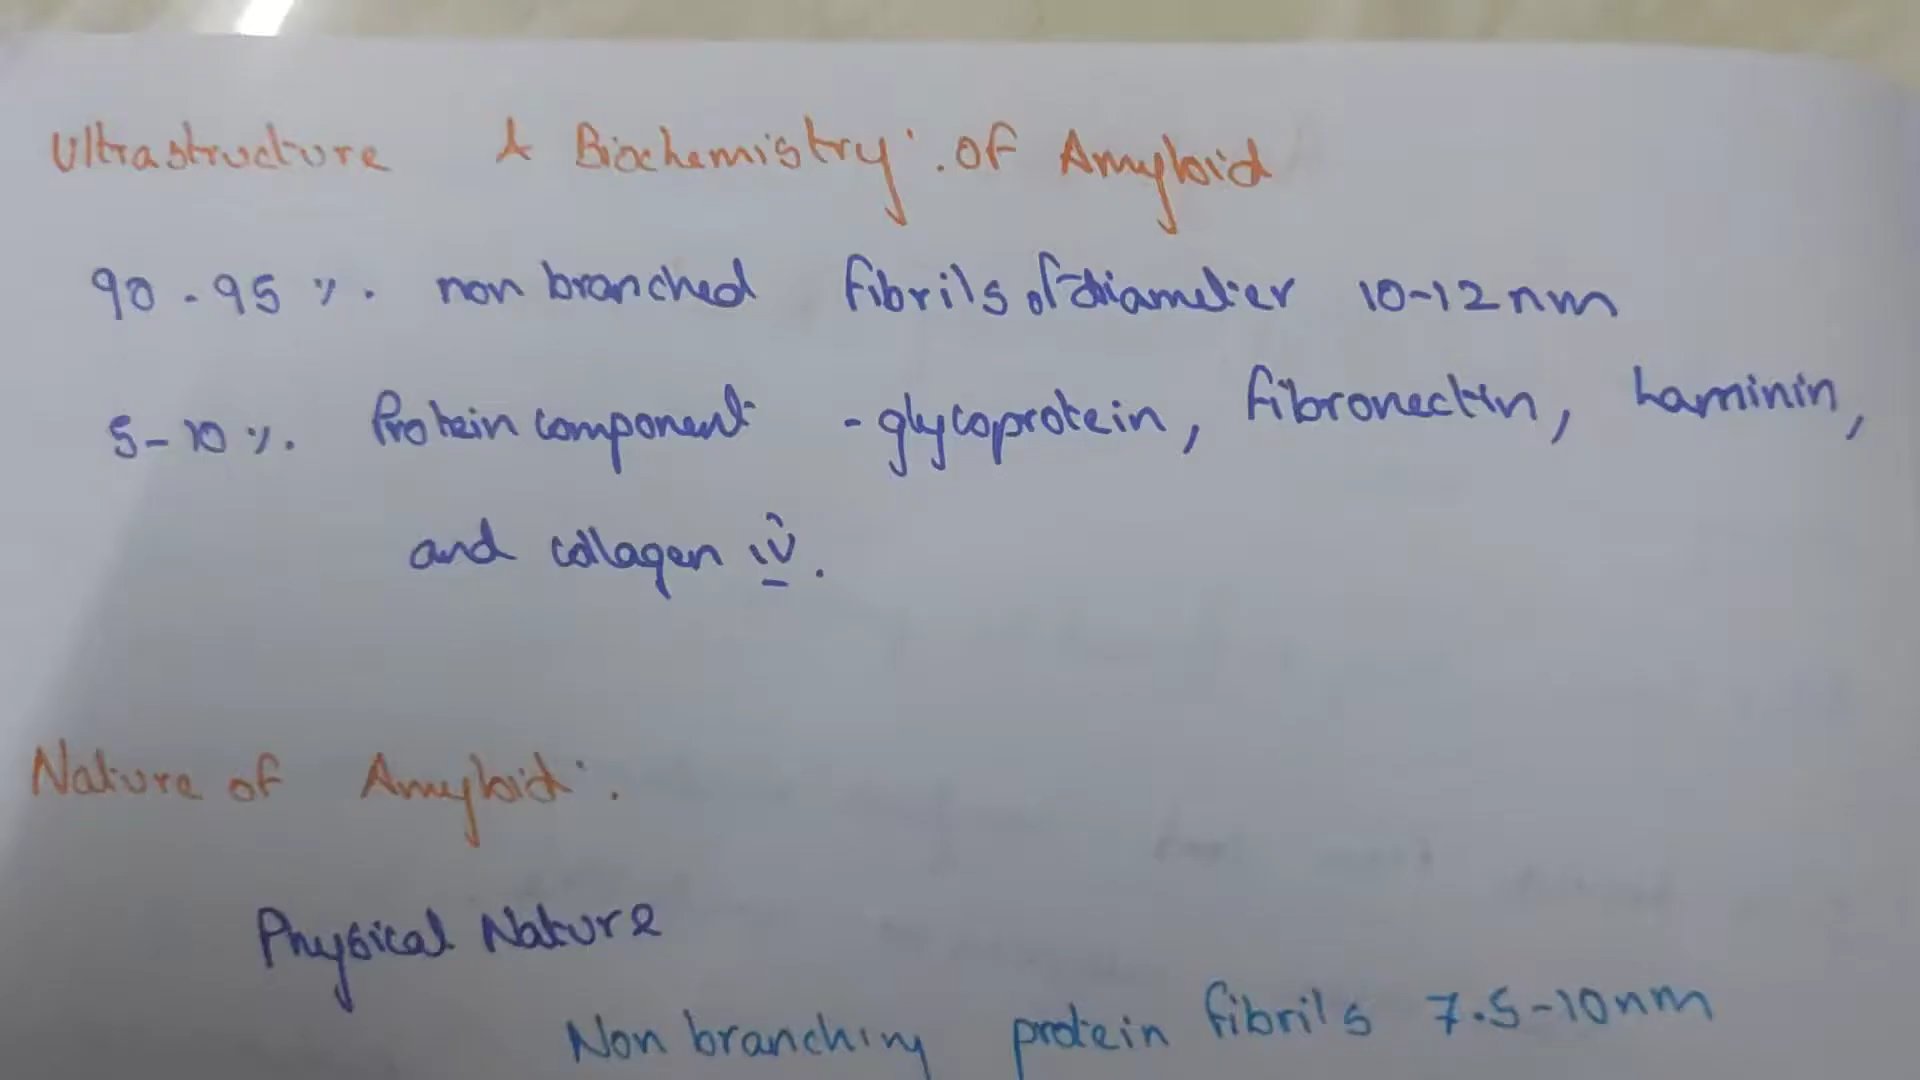 Ultrastructure & Biochemistry: of Amyloid
90-95 %. non branched fibrils of diameter 10-12nm
5-10 %. Protein component - glycoprotein, fibronectin, Laminin,
and collagen iv.
Nature of Amyloid:
Physical Nature
Non branching protein fibrils 7.5-10nm